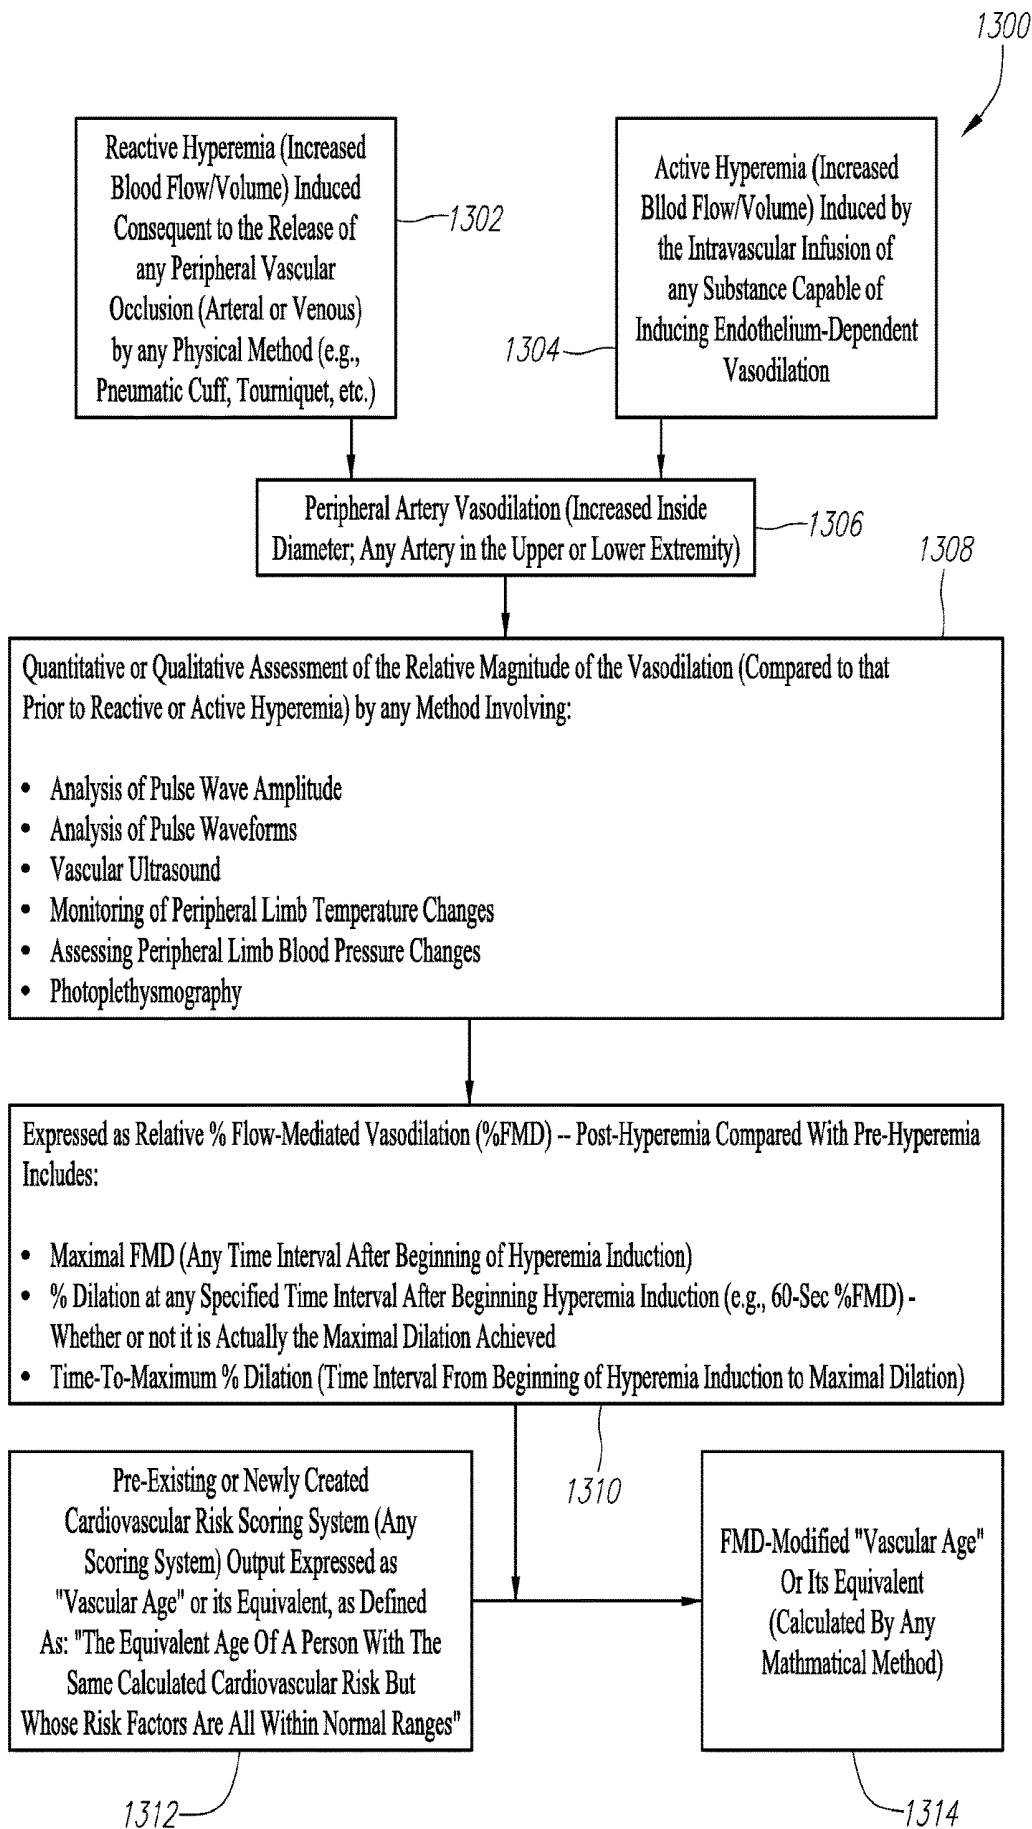 1300
Reactive Hyperemia (Increased
Blood Flow/Volume) Induced
Consequent to the Release of
any Peripheral Vascular
Occlusion (Arteral or Venous)
by any Physical Method (e.g.,
Pneumatic Cuff, Tourniquet, etc.)
1302
Active Hyperemia (Increased
Bllod Flow/Volume) Induced by
the Intravascular Infusion of
any Substance Capable of
Inducing Endothelium-Dependent
Vasodilation
1304
Peripheral Artery Vasodilation (Increased Inside
Diameter; Any Artery in the Upper or Lower Extremity)
1306
1308
Quantitative or Qualitative Assessment of the Relative Magnitude of the Vasodilation (Compared to that
Prior to Reactive or Active Hyperemia) by any Method Involving:
• Analysis of Pulse Wave Amplitude
• Analysis of Pulse Waveforms
• Vascular Ultrasound
• Monitoring of Peripheral Limb Temperature Changes
• Assessing Peripheral Limb Blood Pressure Changes
• Photoplethysmography
Expressed as Relative % Flow-Mediated Vasodilation (%FMD) -- Post-Hyperemia Compared With Pre-Hyperemia
Includes:
• Maximal FMD (Any Time Interval After Beginning of Hyperemia Induction)
• % Dilation at any Specified Time Interval After Beginning Hyperemia Induction (e.g., 60-Sec %FMD) -
Whether or not it is Actually the Maximal Dilation Achieved
• Time-To-Maximum % Dilation (Time Interval From Beginning of Hyperemia Induction to Maximal Dilation)
1310
Pre-Existing or Newly Created
Cardiovascular Risk Scoring System (Any
Scoring System) Output Expressed as
"Vascular Age" or its Equivalent, as Defined
As: "The Equivalent Age Of A Person With The
Same Calculated Cardiovascular Risk But
Whose Risk Factors Are All Within Normal Ranges"
1312
FMD-Modified "Vascular Age"
Or Its Equivalent
(Calculated By Any
Mathmatical Method)
1314